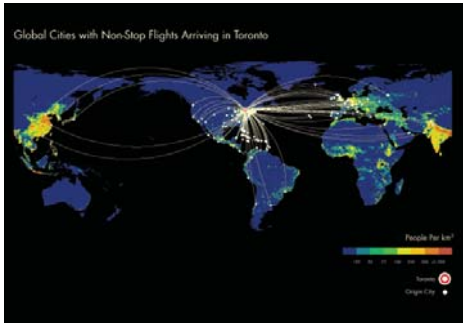 Global Cities with Non-Stop Flights Arriving in Toronto
People Per km²
Toronto
Origin City